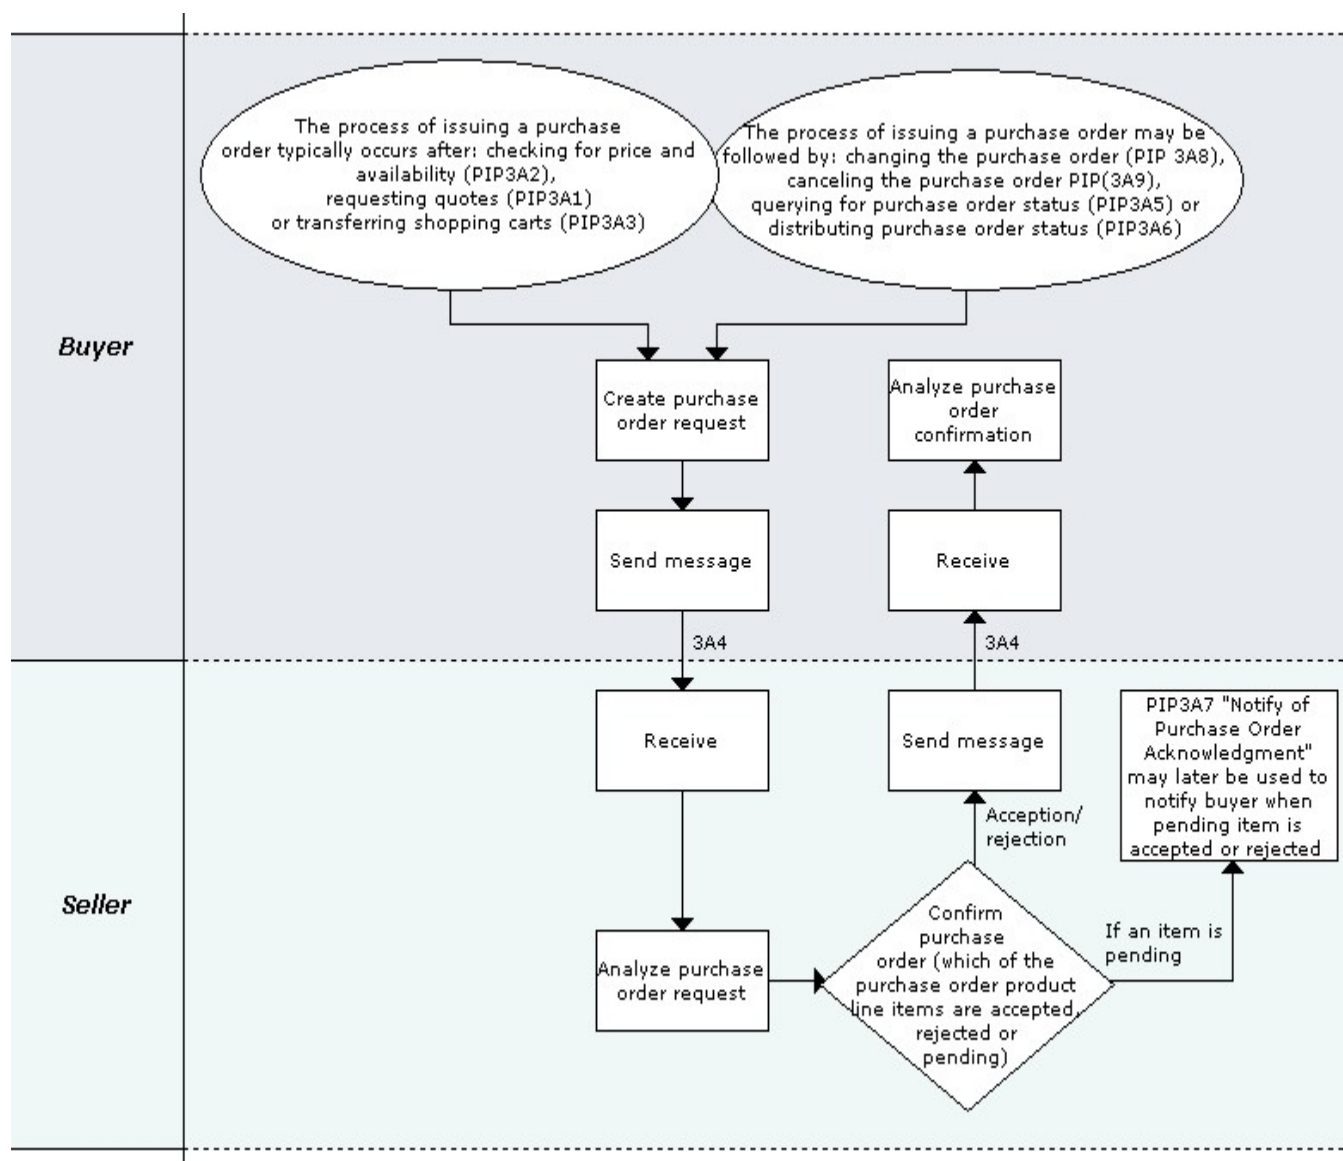 The process of issuing a purchase
order typically occurs after: checking for price and
availability (PIP3A2),
requesting quotes (PIP3A1)
or transferring shopping carts (PIP3A3)
The process of issuing a purchase order may be
followed by: changing the purchase order (PIP 3A8),
canceling the purchase order PIP(3A9),
querying for purchase order status (PIP3A5) or
distributing purchase order status (PIP3A6)
Buyer
Create purchase
order request
Analyze purchase
order
confirmation
Send message
Receive
3A4
3A4
Receive
Send message
PIP3A7 "Notify of
Purchase Order
Acknowledgment"
may later be used to
notify buyer when
pending item is
accepted or rejected
Acception/
rejection
Seller
Analyze purchase
order request
Confirm
purchase
order (which of the
purchase order product
line items are accepted,
rejected or
pending)
If an item is
pending